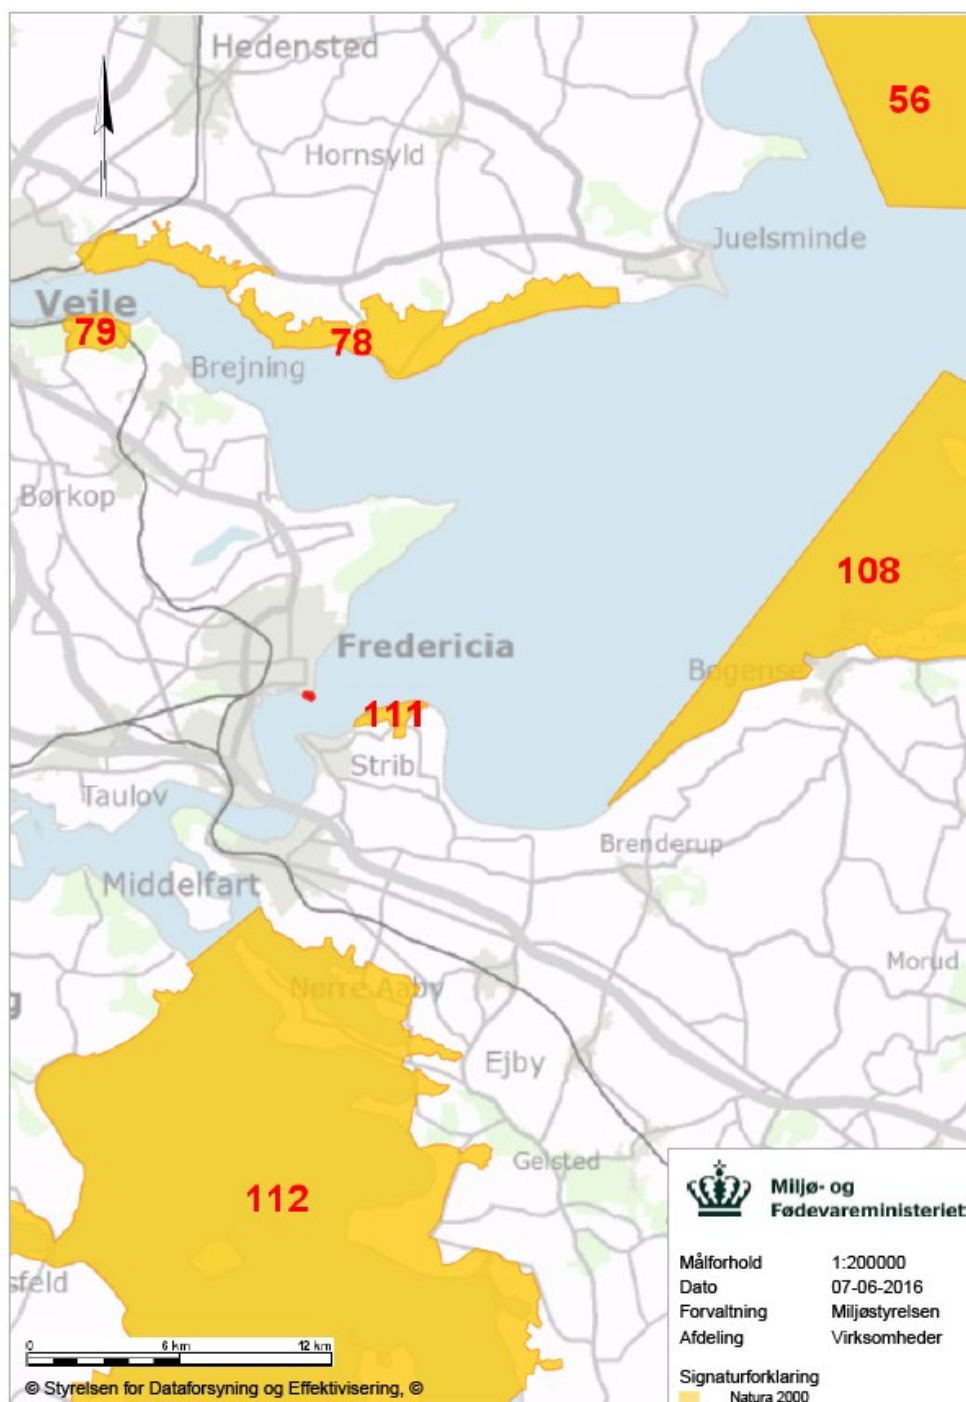 Hedensted
56
Hornsyld
Juelsminde
Vejle
79
78
Brejning
Børkop
108
Fredericia
Bogense
111
Strib
Taulov
Brenderup
Middelfart
Morud
Nørre Aaby
g
Ejby
Gelsted
112
sfeld
Miljø- og
Fødevareministeriet
Målforhold 1:200000
Dato 07-06-2016
Forvaltning Miljøstyrelsen
Afdeling Virksomheder
Signaturforklaring
Natura 2000
0 6 km 12 km
© Styrelsen for Dataforsyning og Effektivisering, ©